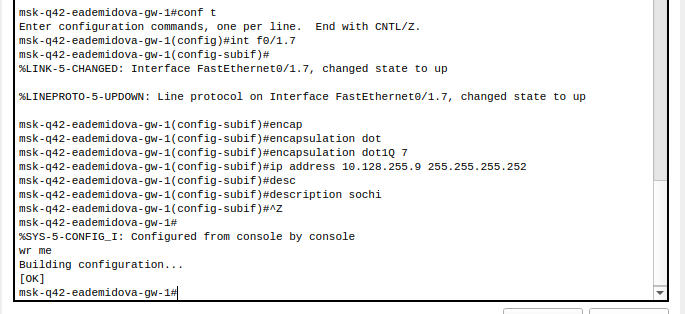 msk-q42-eademidova-gw-1#conf t
Enter configuration commands, one per line.  End with CNTL/Z.
msk-q42-eademidova-gw-1(config)#int f0/1.7
msk-q42-eademidova-gw-1(config-subif)#
%LINK-5-CHANGED: Interface FastEthernet0/1.7, changed state to up
%LINEPROTO-5-UPDOWN: Line protocol on Interface FastEthernet0/1.7, changed state to up
msk-q42-eademidova-gw-1(config-subif)#encap
msk-q42-eademidova-gw-1(config-subif)#encapsulation dot
msk-q42-eademidova-gw-1(config-subif)#encapsulation dot1Q 7
msk-q42-eademidova-gw-1(config-subif)#ip address 10.128.255.9 255.255.255.252
msk-q42-eademidova-gw-1(config-subif)#desc
msk-q42-eademidova-gw-1(config-subif)#description sochi
msk-q42-eademidova-gw-1(config-subif)#^Z
msk-q42-eademidova-gw-1#
%SYS-5-CONFIG_I: Configured from console by console
wr me
Building configuration...
[OK]
msk-q42-eademidova-gw-1#